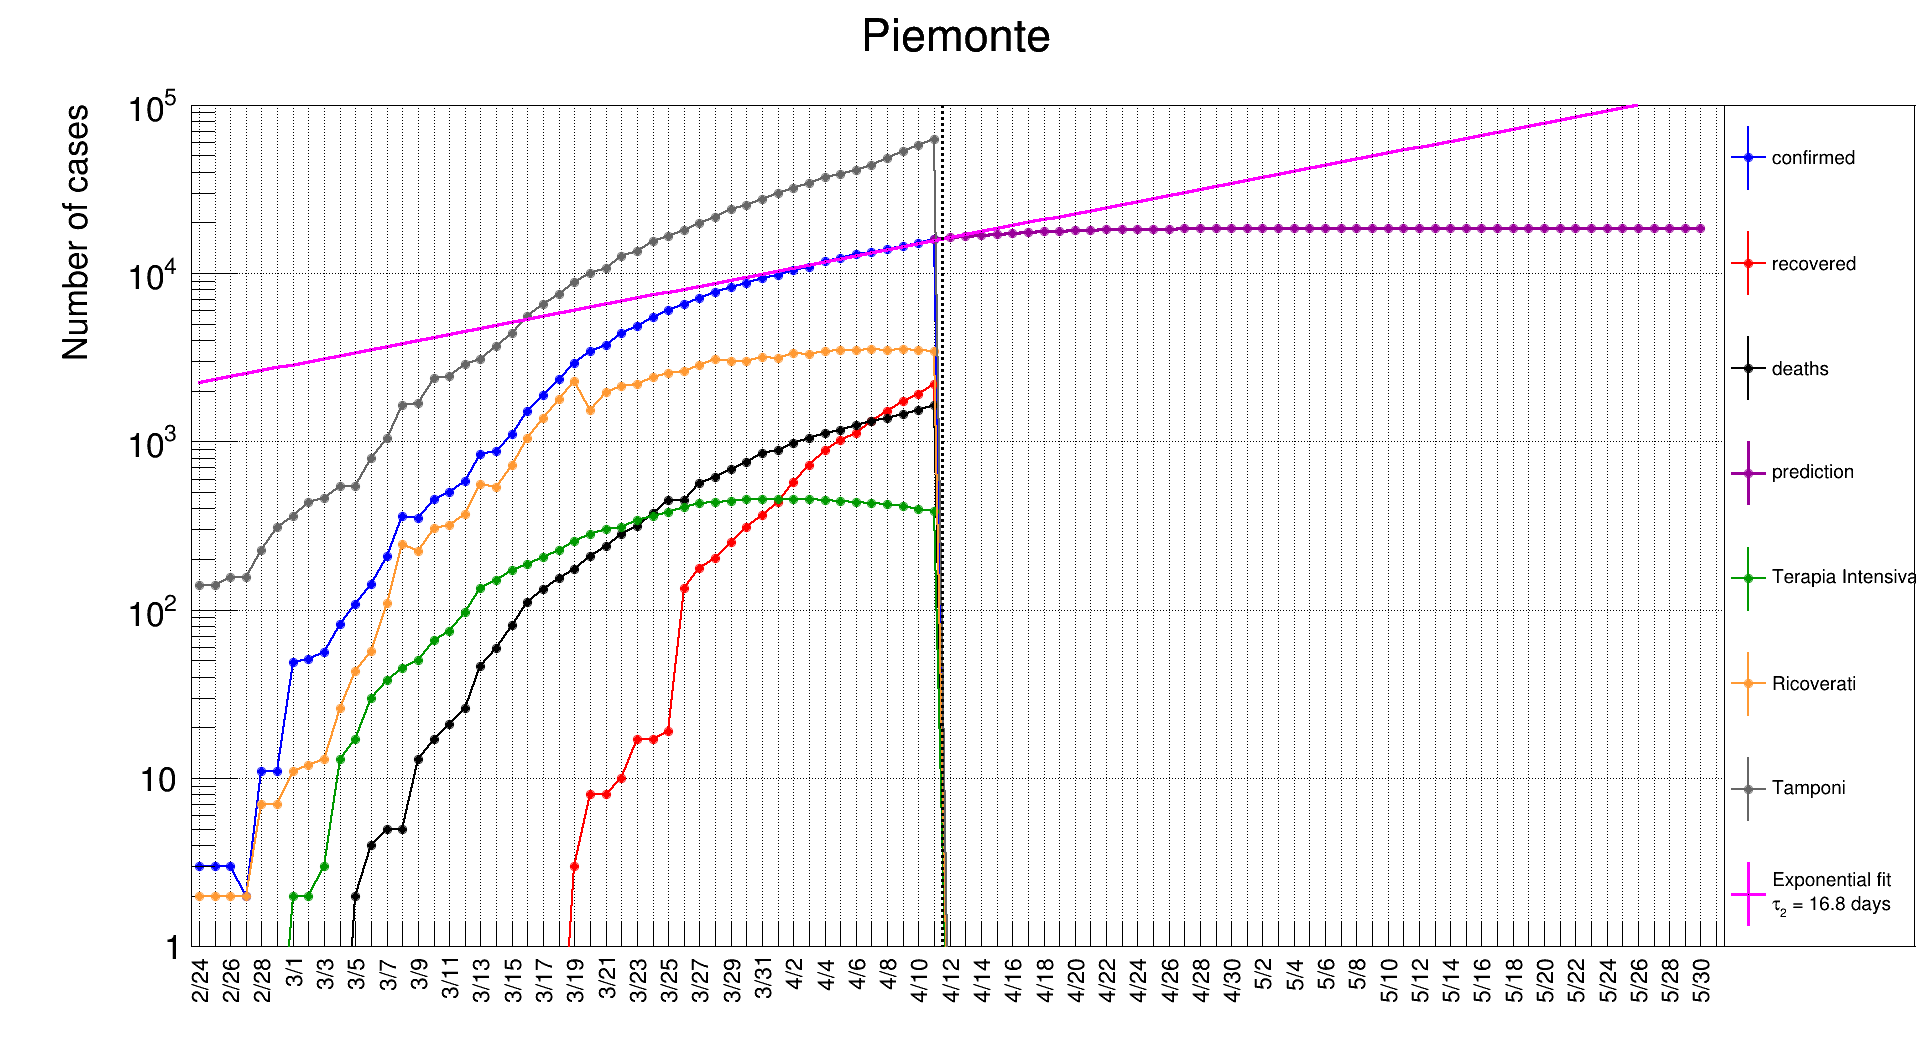 Piemonte
Number of cases
10^5
10^4
10^3
10^2
10
1
2/24 2/26 2/28 3/1 3/3 3/5 3/7 3/9 3/11 3/13 3/15 3/17 3/19 3/21 3/23 3/25 3/27 3/29 3/31 4/2 4/4 4/6 4/8 4/10 4/12 4/14 4/16 4/18 4/20 4/22 4/24 4/26 4/28 4/30 5/2 5/4 5/6 5/8 5/10 5/12 5/14 5/16 5/18 5/20 5/22 5/24 5/26 5/28 5/30
confirmed
recovered
deaths
prediction
Terapia Intensiva
Ricoverati
Tamponi
Exponential fit
τ_2 = 16.8 days